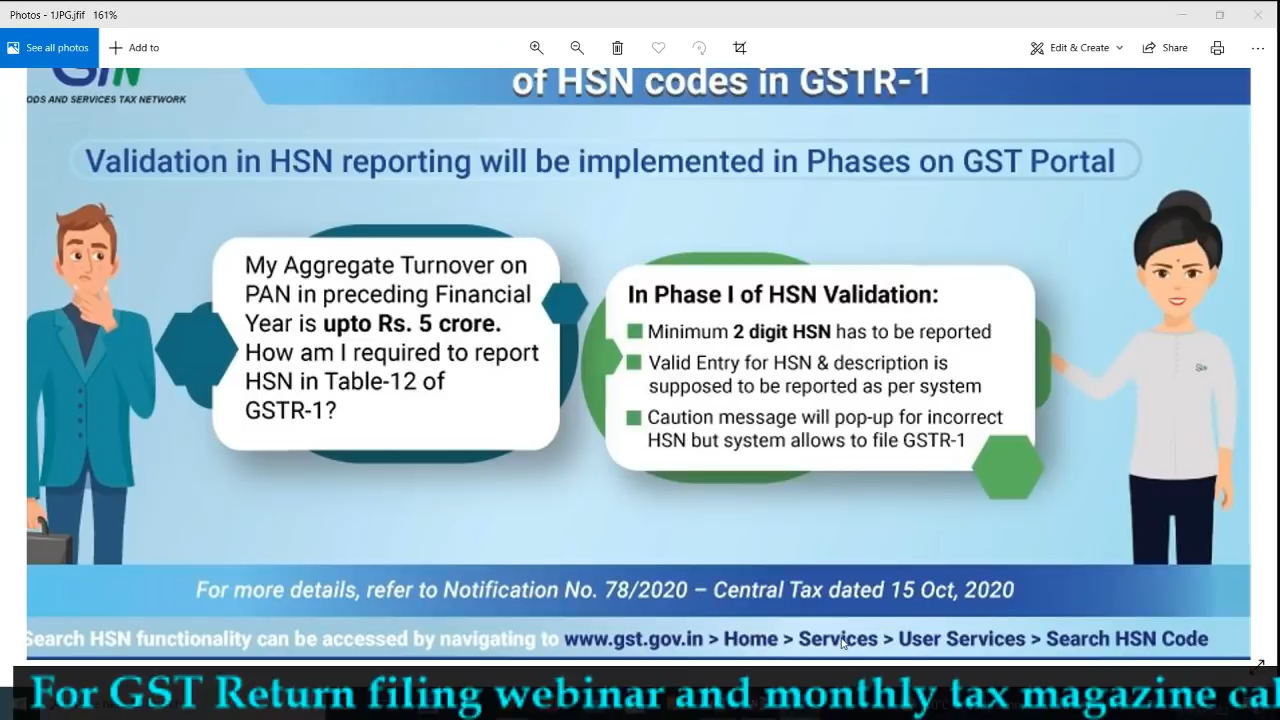 Photos - 1JPG.jfif 161%
See all photos
Add to
Edit & Create
Share
ODS AND SERVICES TAX NETWORK
of HSN codes in GSTR-1
Validation in HSN reporting will be implemented in Phases on GST Portal
My Aggregate Turnover on
PAN in preceding Financial
Year is upto Rs. 5 crore.
How am I required to report
HSN in Table-12 of
GSTR-1?
In Phase I of HSN Validation:
Minimum 2 digit HSN has to be reported
Valid Entry for HSN & description is
supposed to be reported as per system
Caution message will pop-up for incorrect
HSN but system allows to file GSTR-1
For more details, refer to Notification No. 78/2020 – Central Tax dated 15 Oct, 2020
Search HSN functionality can be accessed by navigating to www.gst.gov.in > Home > Services > User Services > Search HSN Code
For GST Return filing webinar and monthly tax magazine cal